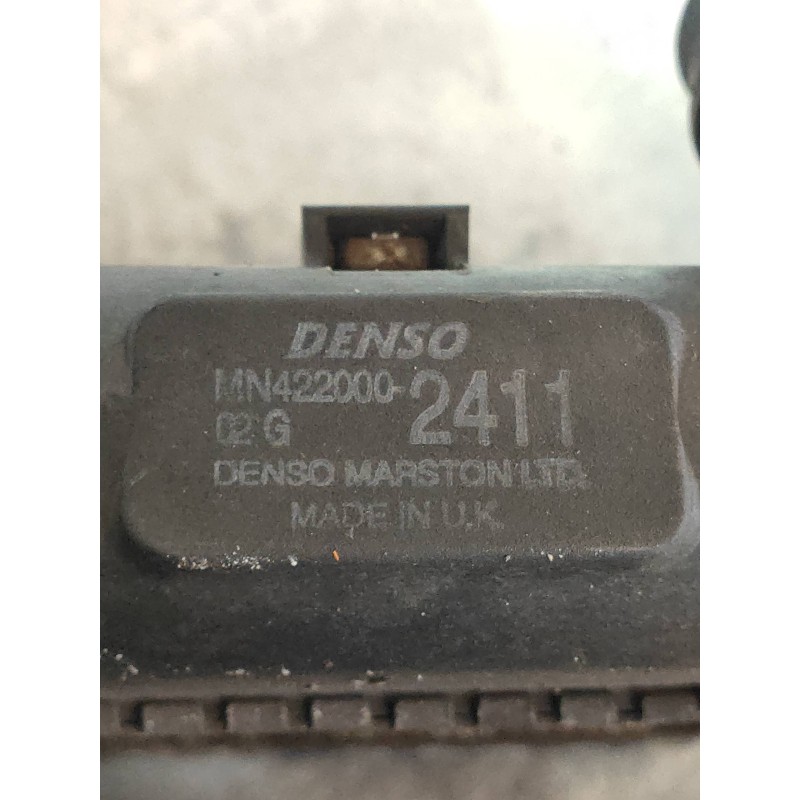 DENSO
MN422000-2411
02 G
DENSO MARSTON LTD.
MADE IN U.K.